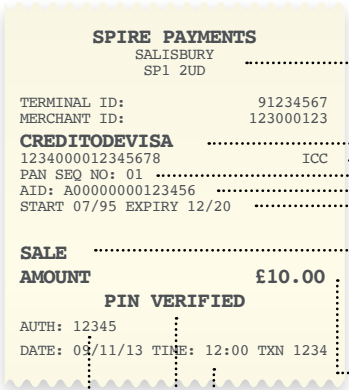 SPIRE PAYMENTS
SALISBURY
SP1 2UD
TERMINAL ID: 91234567
MERCHANT ID: 123000123
CREDITODEVISA
1234000012345678 ICC
PAN SEQ NO: 01
AID: A00000000123456
START 07/95 EXPIRY 12/20
SALE
AMOUNT £10.00
PIN VERIFIED
AUTH: 12345
DATE: 09/11/13 TIME: 12:00 TXN 1234